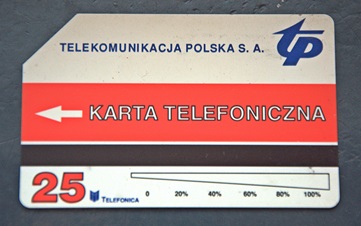 TELEKOMUNIKACJA POLSKA S. A.
tp
KARTA TELEFONICZNA
25 TELEFONICA
0 20% 40% 60% 80% 100%